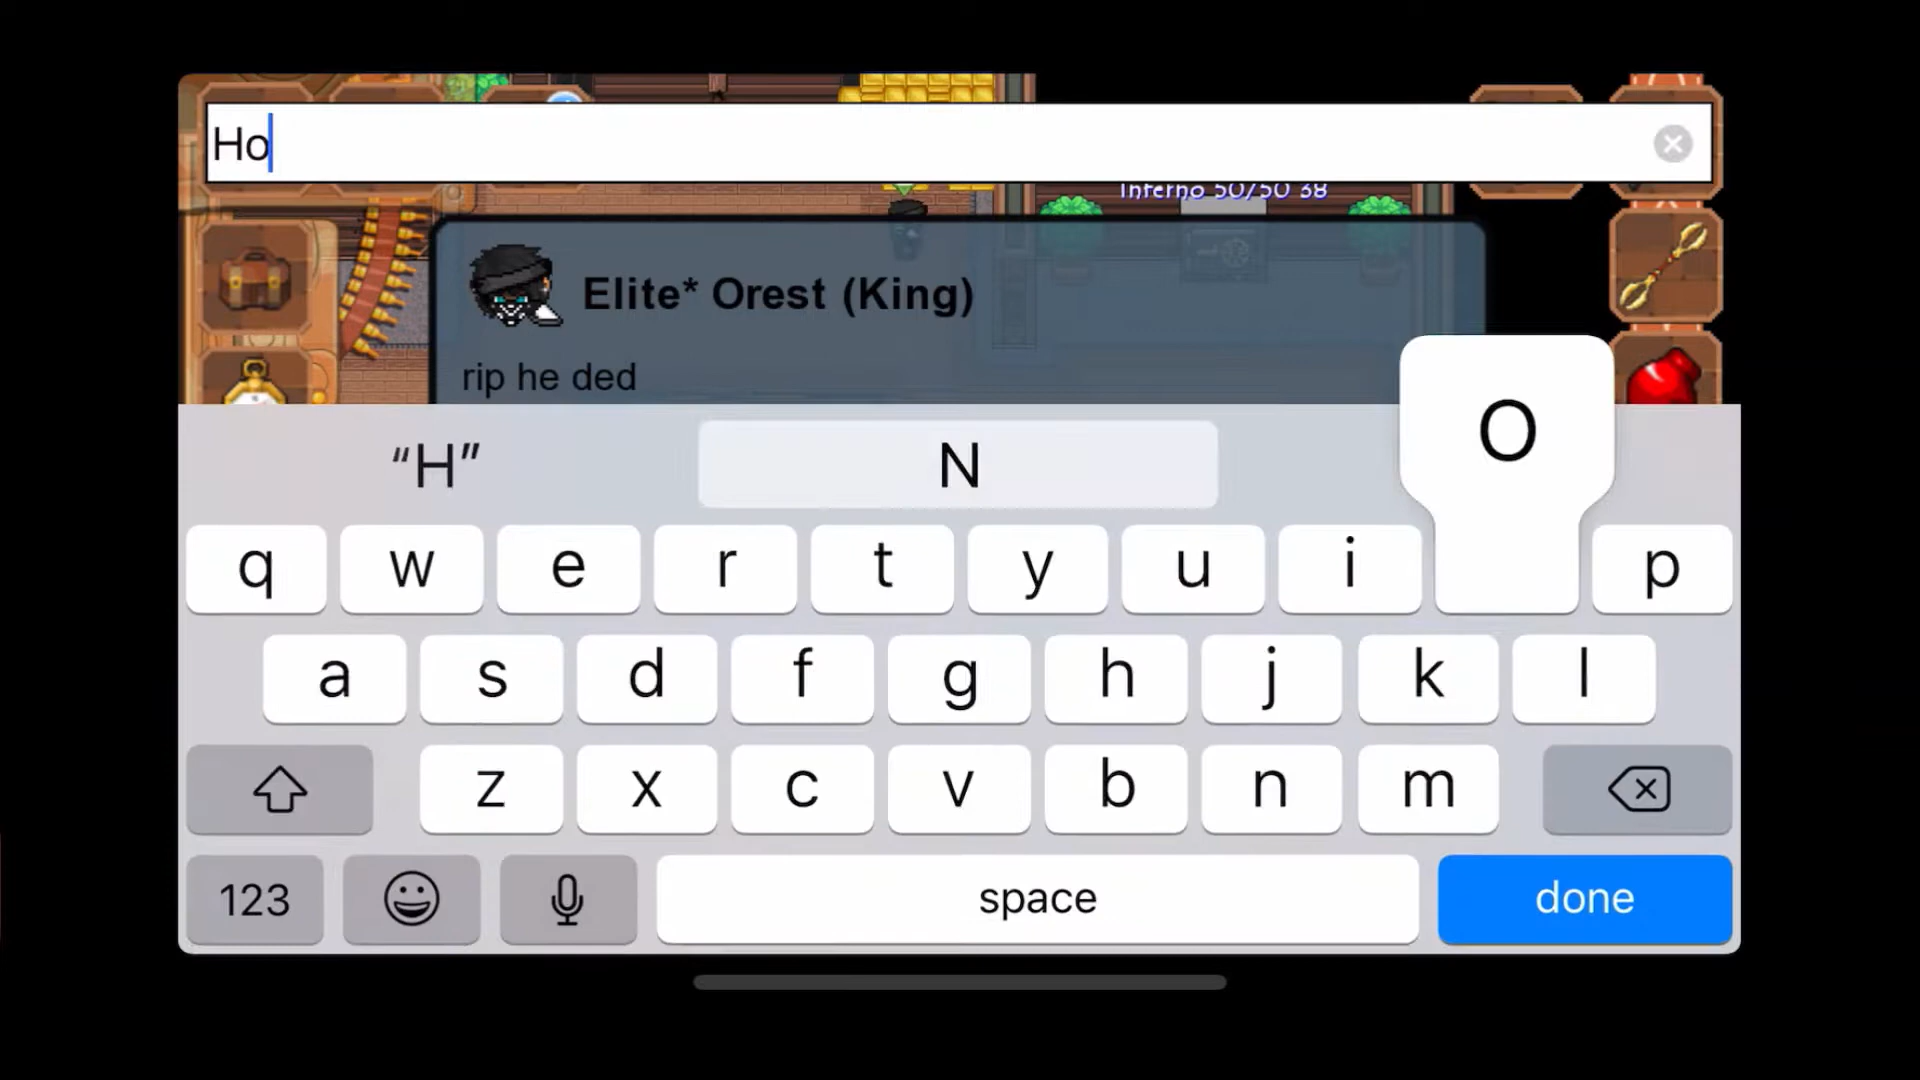 Ho
Inferno 50/50 38
Elite* Orest (King)
rip he ded
“H”
N
O
q w e r t y u i p
a s d f g h j k l
z x c v b n m
123
space
done